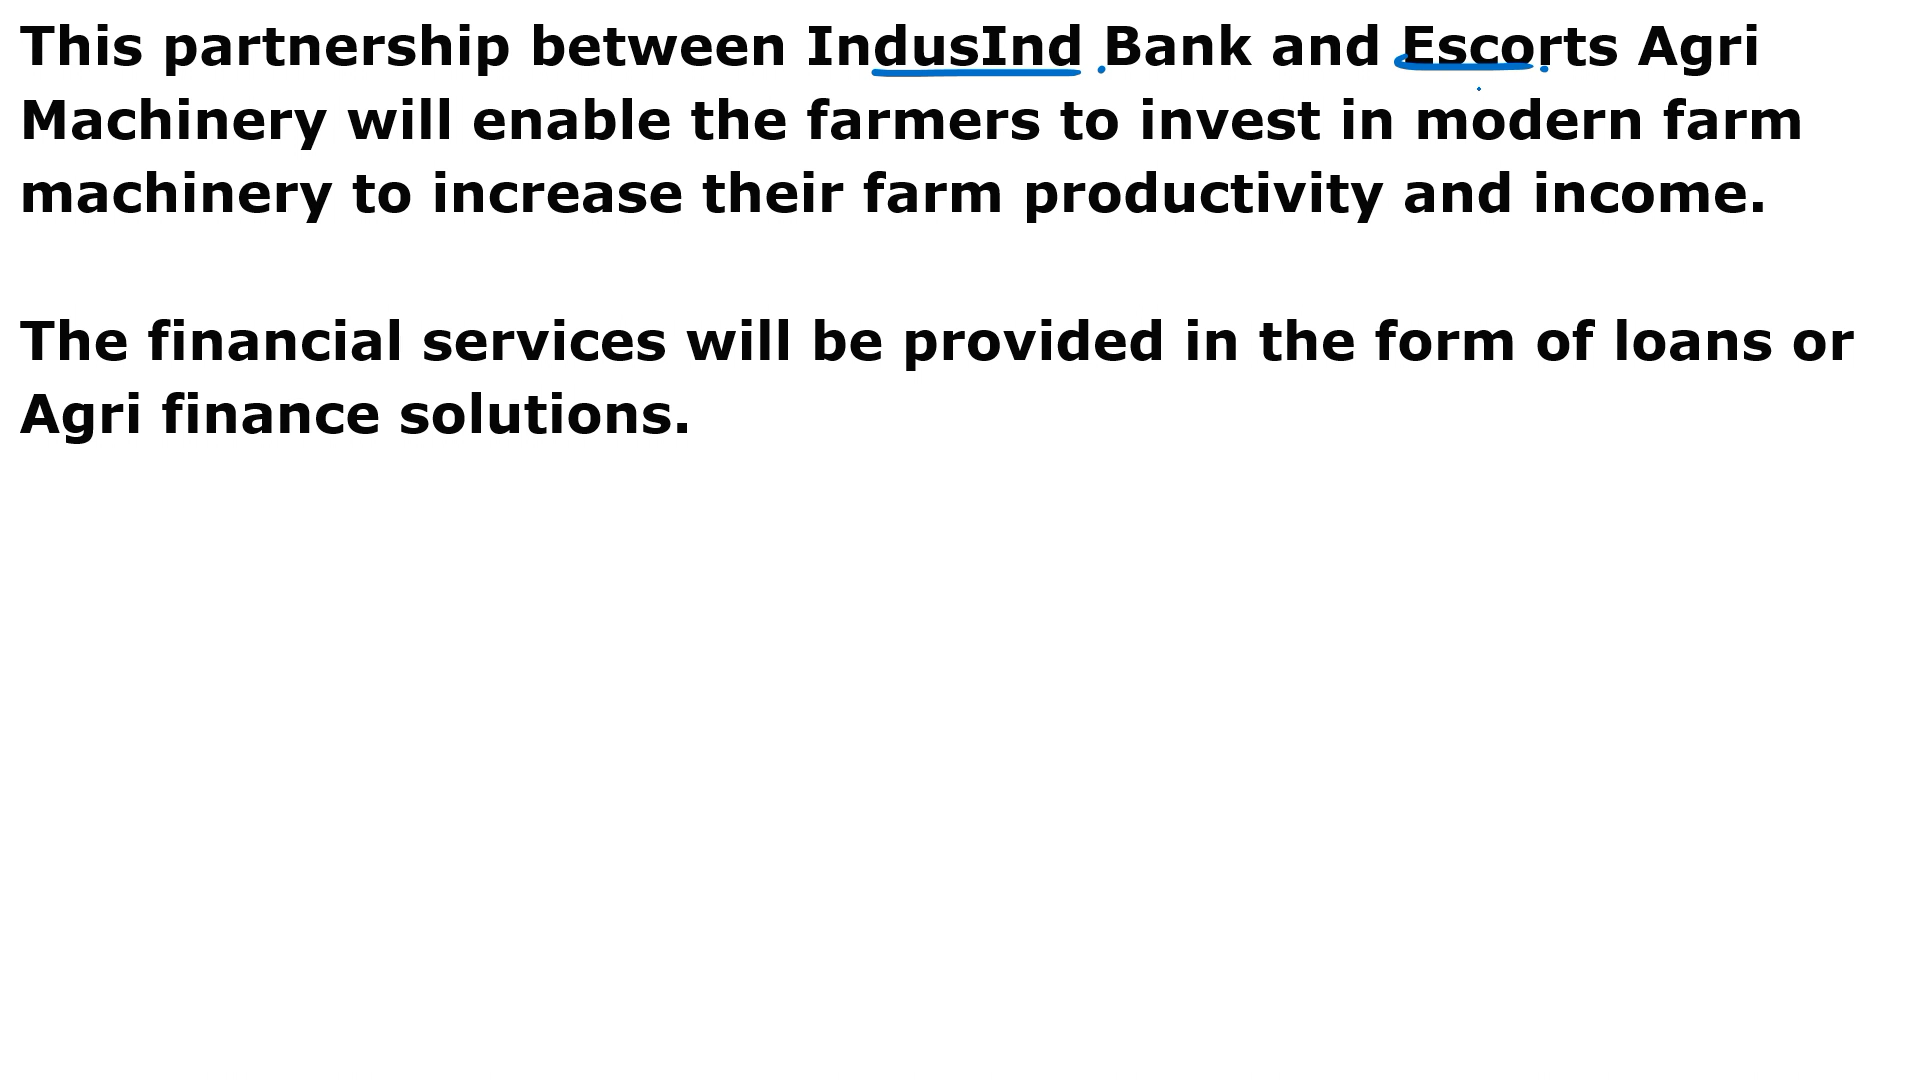 This partnership between IndusInd Bank and Escorts Agri
Machinery will enable the farmers to invest in modern farm
machinery to increase their farm productivity and income.
The financial services will be provided in the form of loans or
Agri finance solutions.